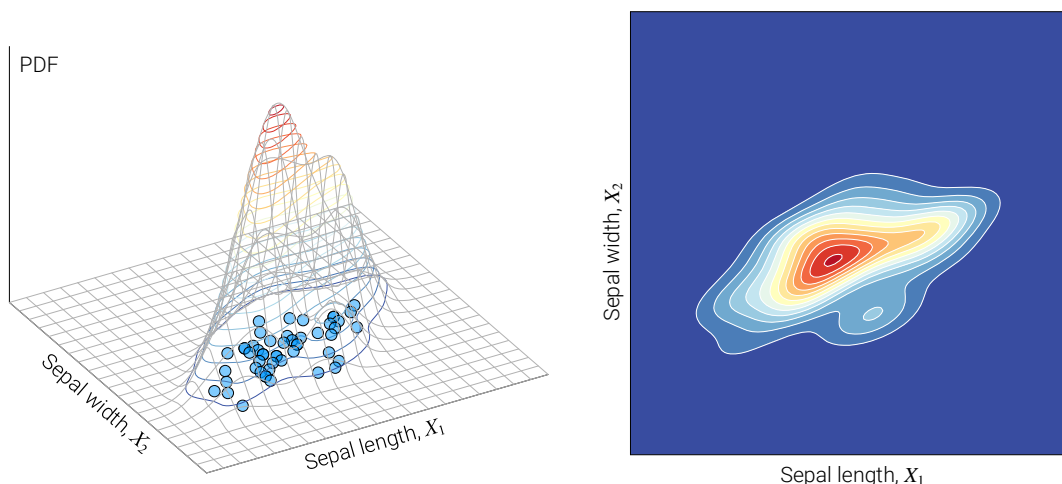 PDF
Sepal width, X2
Sepal length, X1
Sepal width, X2
Sepal length, X1